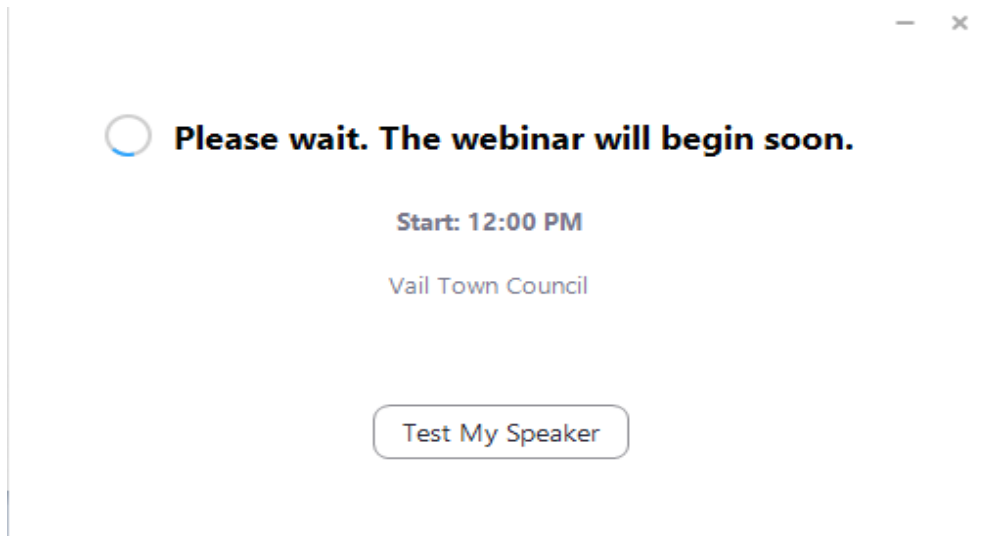 Please wait. The webinar will begin soon.
Start: 12:00 PM
Vail Town Council
Test My Speaker